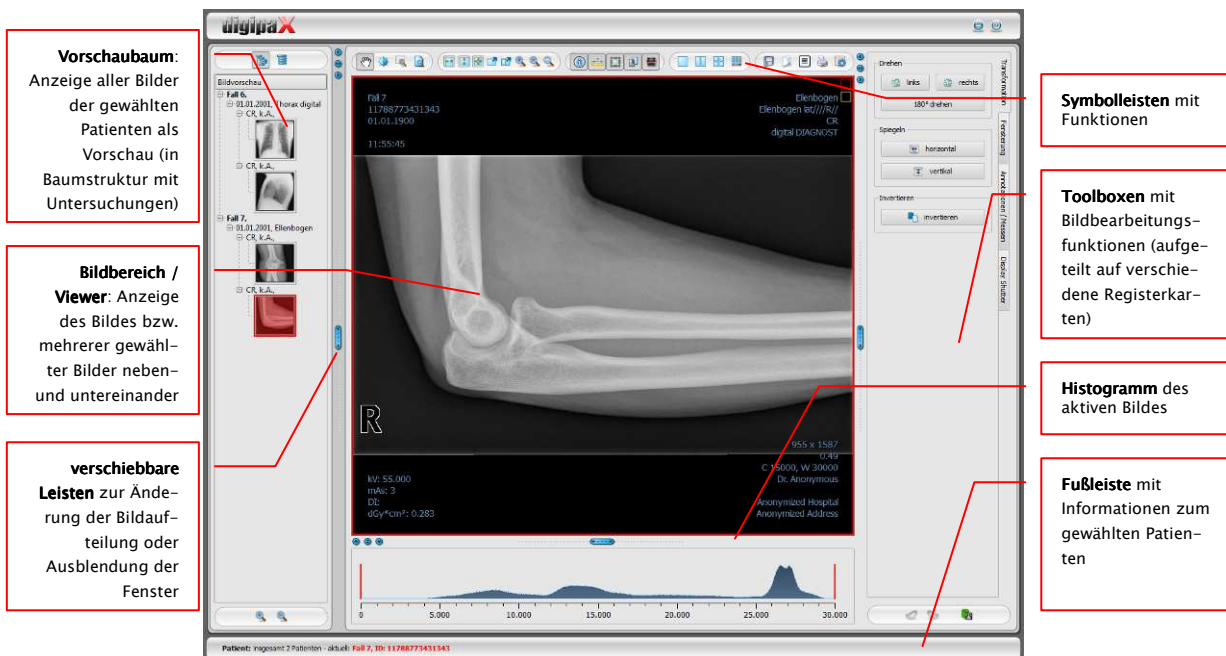 digipaX
Vorschaubaum:
Anzeige aller Bilder
der gewählten
Patienten als
Vorschau (in
Baumstruktur mit
Untersuchungen)
Bildbereich /
Viewer: Anzeige
des Bildes bzw.
mehrerer gewähl-
ter Bilder neben-
und untereinander
verschiebbare
Leisten zur Ände-
rung der Bildauf-
teilung oder
Ausblendung der
Fenster
Bildvorschau
Fall 6,
01.01.2001, Thorax digital
CR, k.A.,
CR, k.A.,
Fall 7,
01.01.2001, Ellenbogen
CR, k.A.,
CR, k.A.,
Fall 7
11788773431343
01.01.1900
11:55:45
Ellenbogen
Ellenbogen lat////R//
CR
digital DIAGNOST
R
955 x 1587
0.49
C 15000, W 30000
Dr. Anonymous
Anonymized Hospital
Anonymized Address
kV: 55.000
mAs: 3
DI:
dGy*cm²: 0.283
0 5.000 10.000 15.000 20.000 25.000 30.000
Drehen
links rechts
180° drehen
Spiegeln
horizontal
vertikal
Invertieren
invertieren
Transformation
Fensterung
Annotationen / Messen
Display Shutter
Symbolleisten mit
Funktionen
Toolboxen mit
Bildbearbeitungs-
funktionen (aufge-
teilt auf verschie-
dene Registerkar-
ten)
Histogramm des
aktiven Bildes
Fußleiste mit
Informationen zum
gewählten Patien-
ten
Patient: Insgesamt 2 Patienten - aktuell: Fall 7, ID: 11788773431343